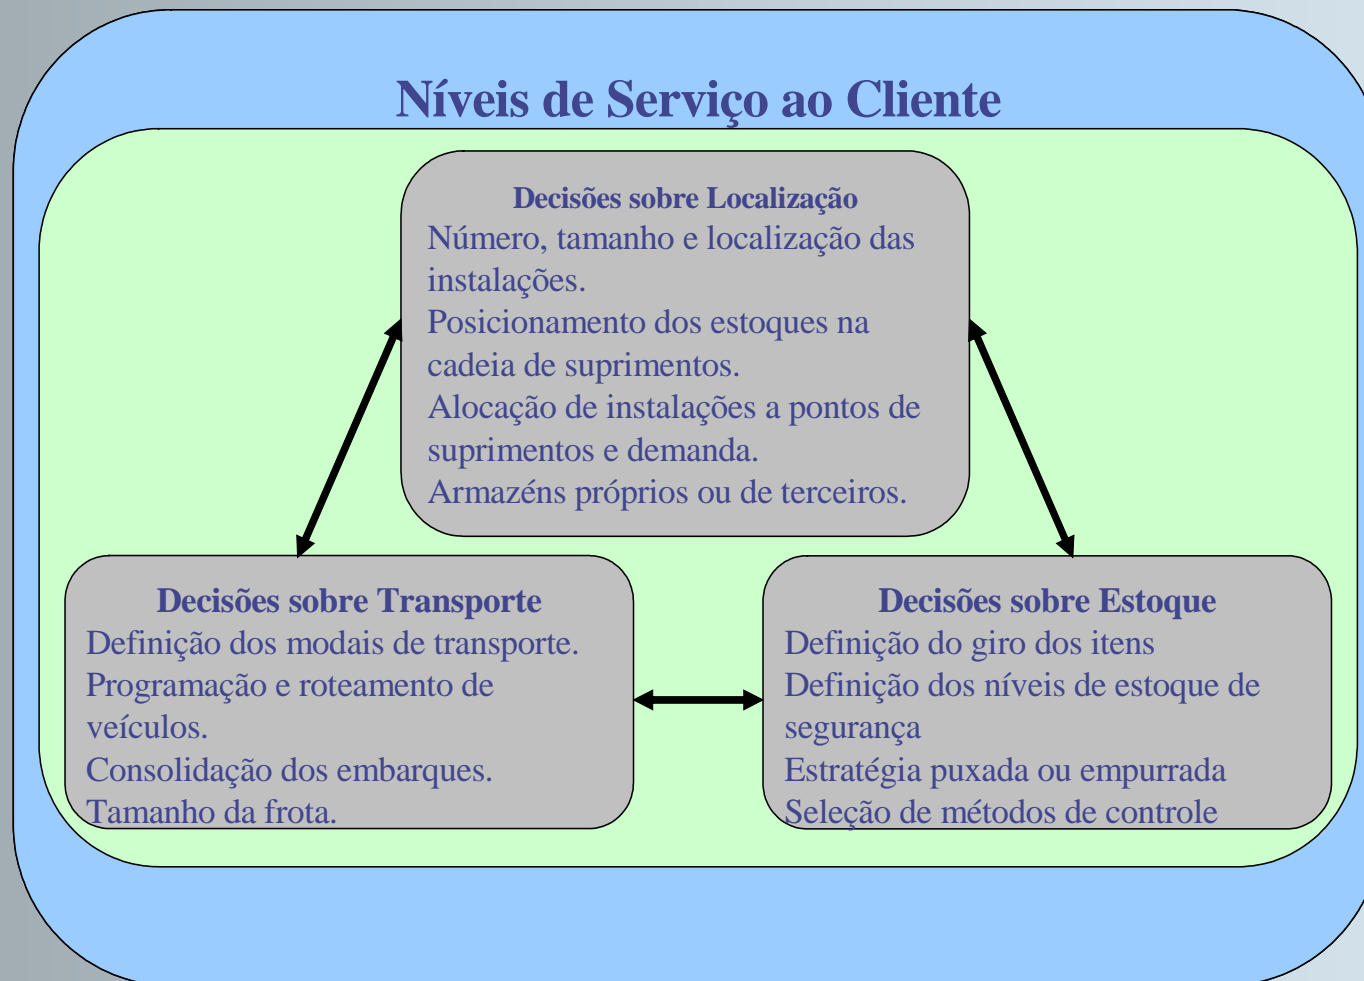 Níveis de Serviço ao Cliente
Decisões sobre Localização
Número, tamanho e localização das
instalações.
Posicionamento dos estoques na
cadeia de suprimentos.
Alocação de instalações a pontos de
suprimentos e demanda.
Armazéns próprios ou de terceiros.
Decisões sobre Transporte
Definição dos modais de transporte.
Programação e roteamento de
veículos.
Consolidação dos embarques.
Tamanho da frota.
Decisões sobre Estoque
Definição do giro dos itens
Definição dos níveis de estoque de
segurança
Estratégia puxada ou empurrada
Seleção de métodos de controle